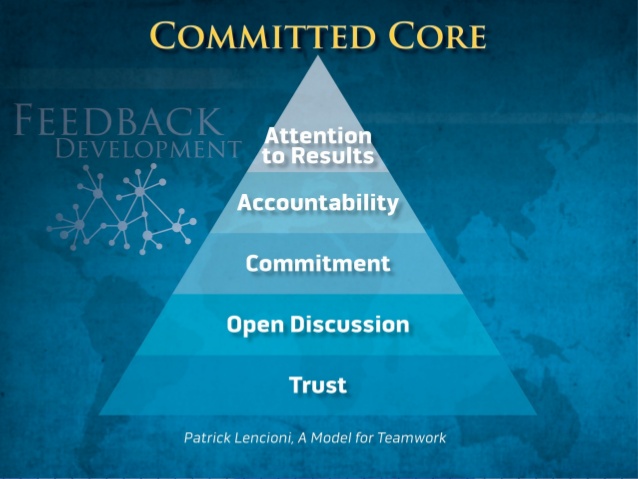 COMMITTED CORE
FEEDBACK
DEVELOPMENT
Attention
to Results
Accountability
Commitment
Open Discussion
Trust
Patrick Lencioni, A Model for Teamwork